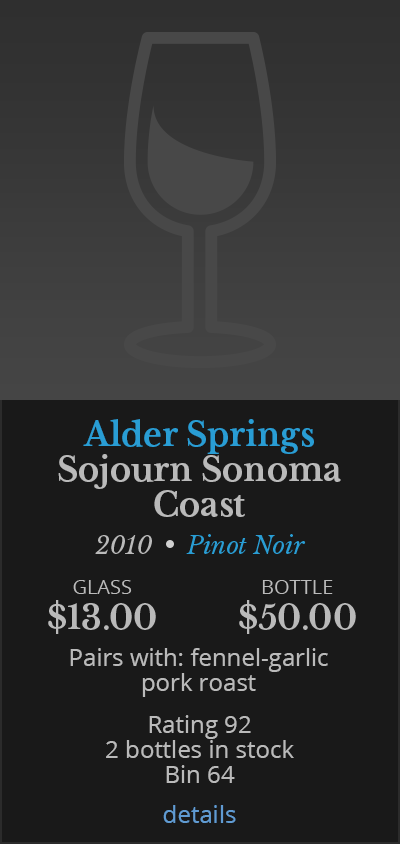 Alder Springs
Sojourn Sonoma
Coast
2010 • Pinot Noir
GLASS BOTTLE
$13.00 $50.00
Pairs with: fennel-garlic
pork roast
Rating 92
2 bottles in stock
Bin 64
details